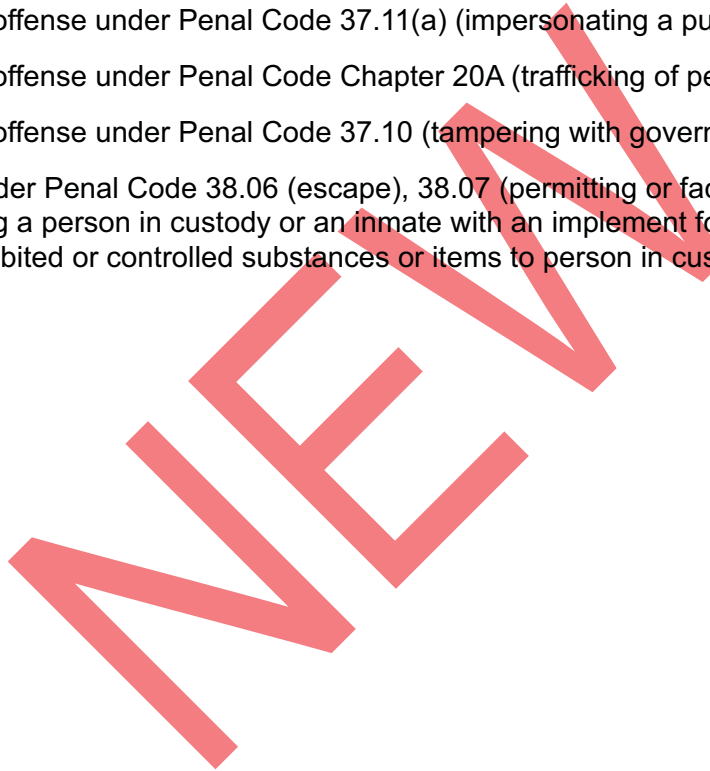 offense under Penal Code 37.11(a) (impersonating a pu
offense under Penal Code Chapter 20A (trafficking of pe
offense under Penal Code 37.10 (tampering with govern
der Penal Code 38.06 (escape), 38.07 (permitting or fac
g a person in custody or an inmate with an implement fo
bited or controlled substances or items to person in cus
NEW